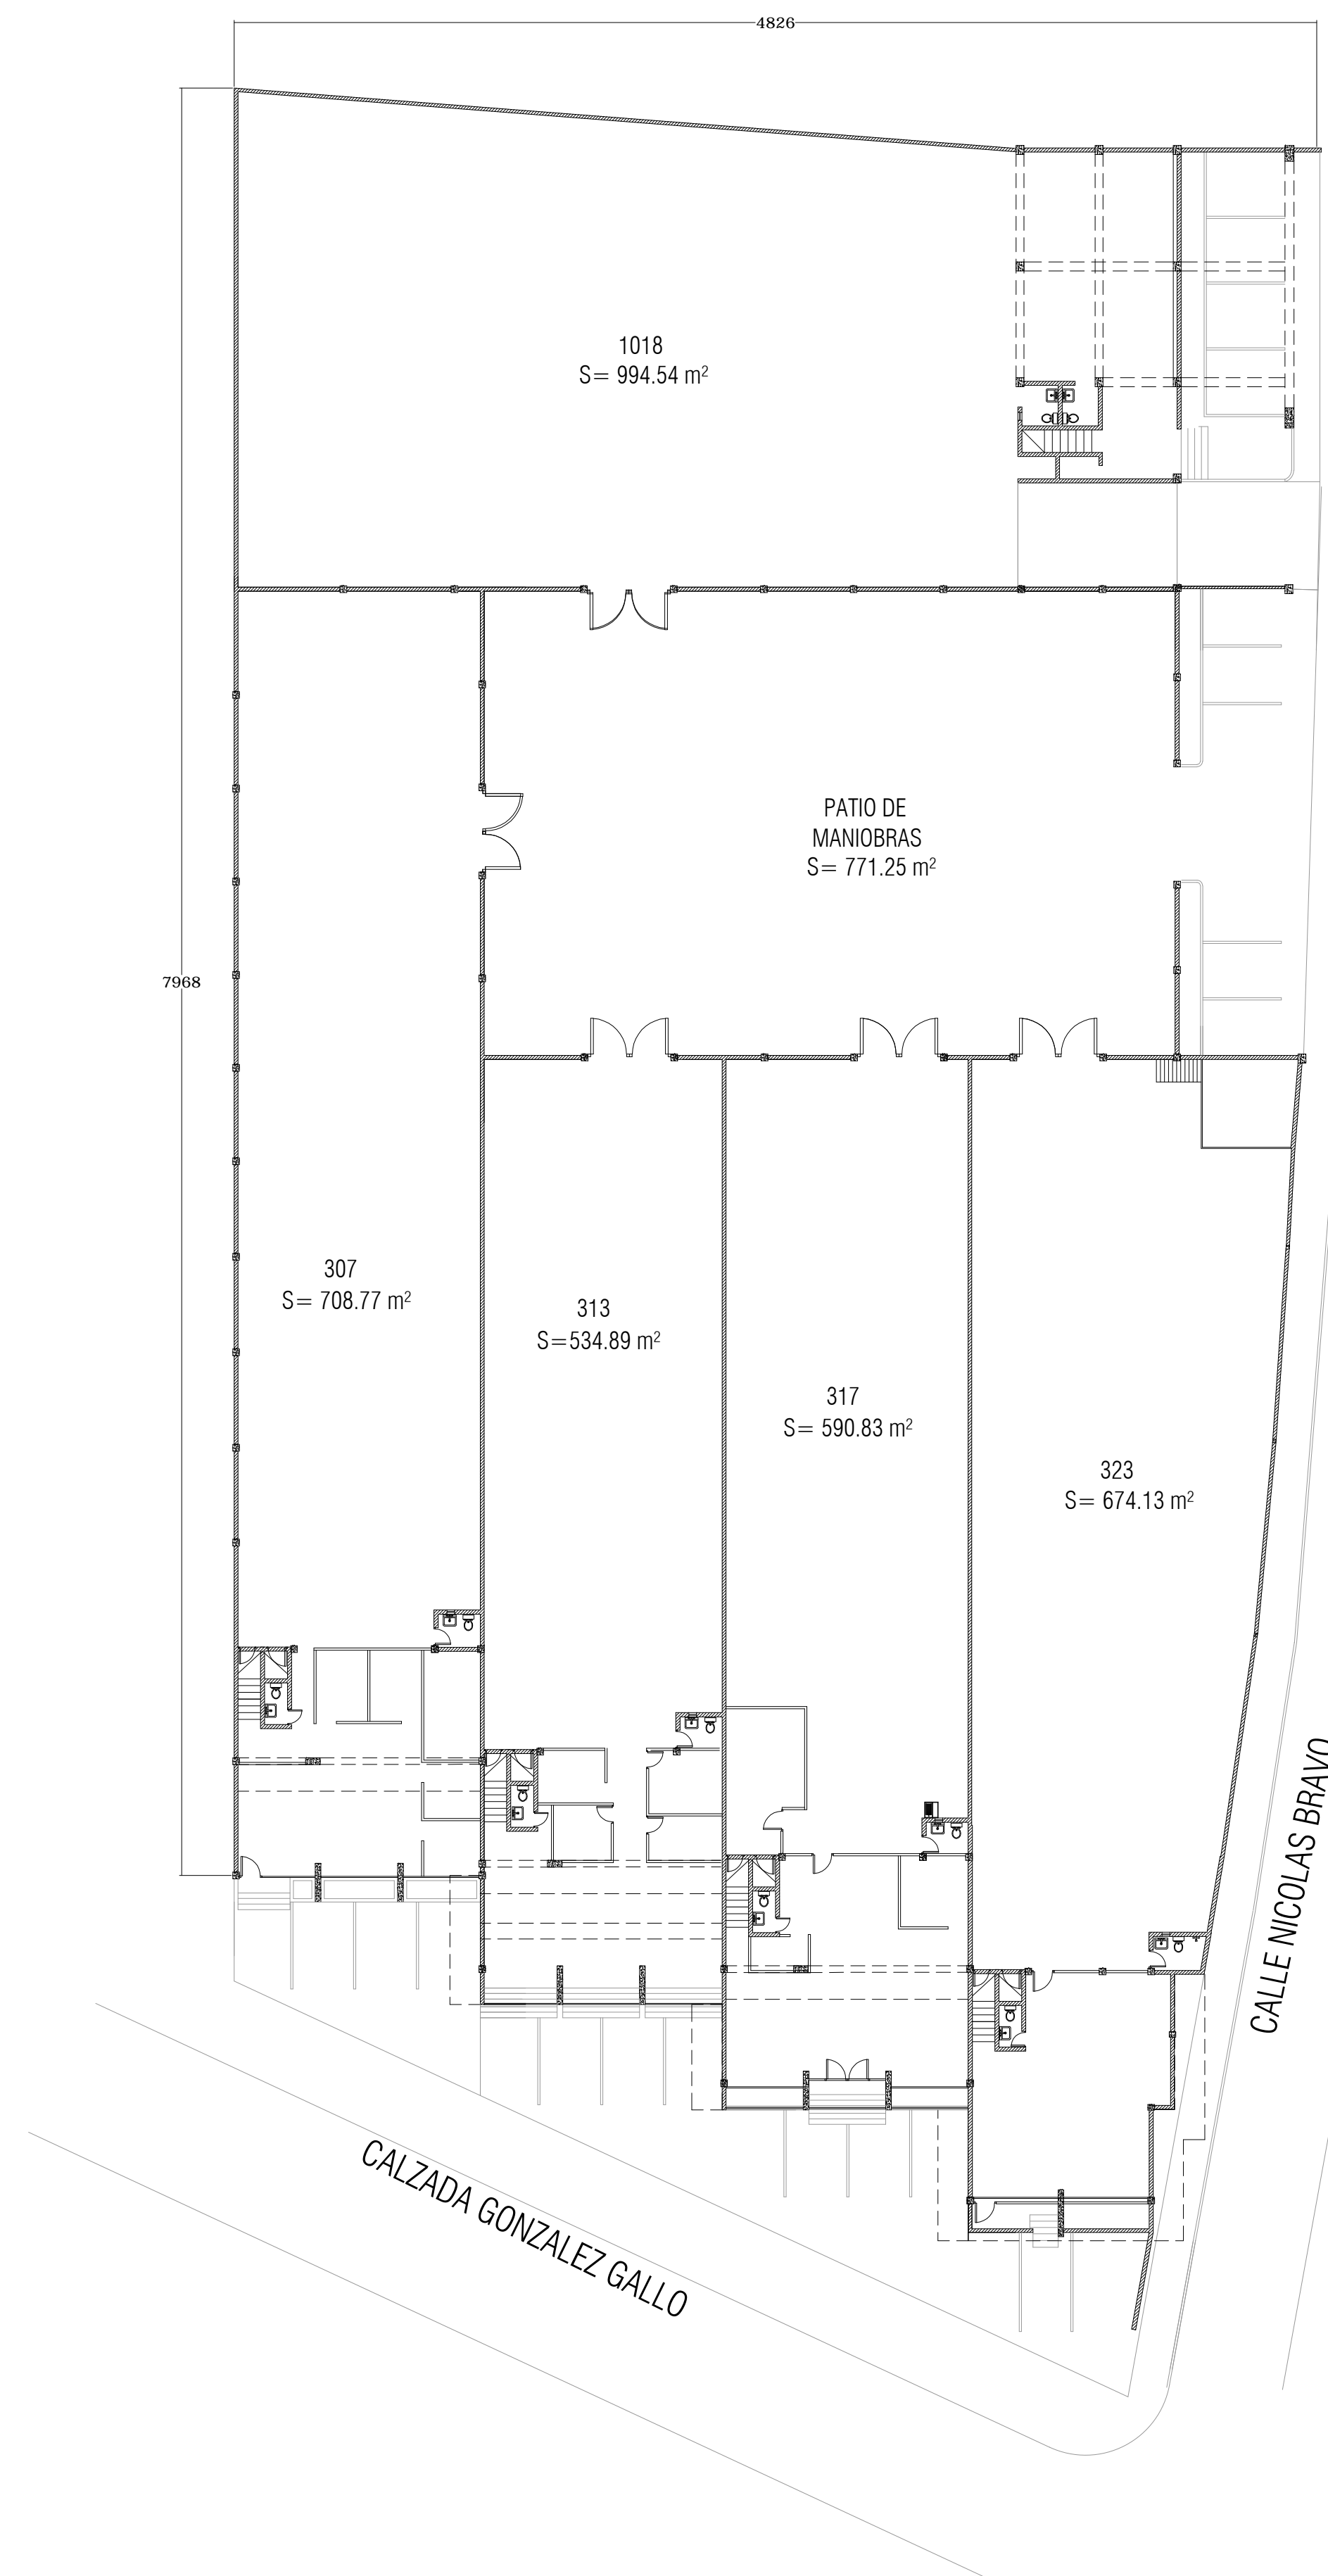 4826
1018
S= 994.54 m²
PATIO DE
MANIOBRAS
S= 771.25 m²
7968
307
S= 708.77 m²
313
S=534.89 m²
317
S= 590.83 m²
323
S= 674.13 m²
CALLE NICOLAS BRAVO
CALZADA GONZALEZ GALLO